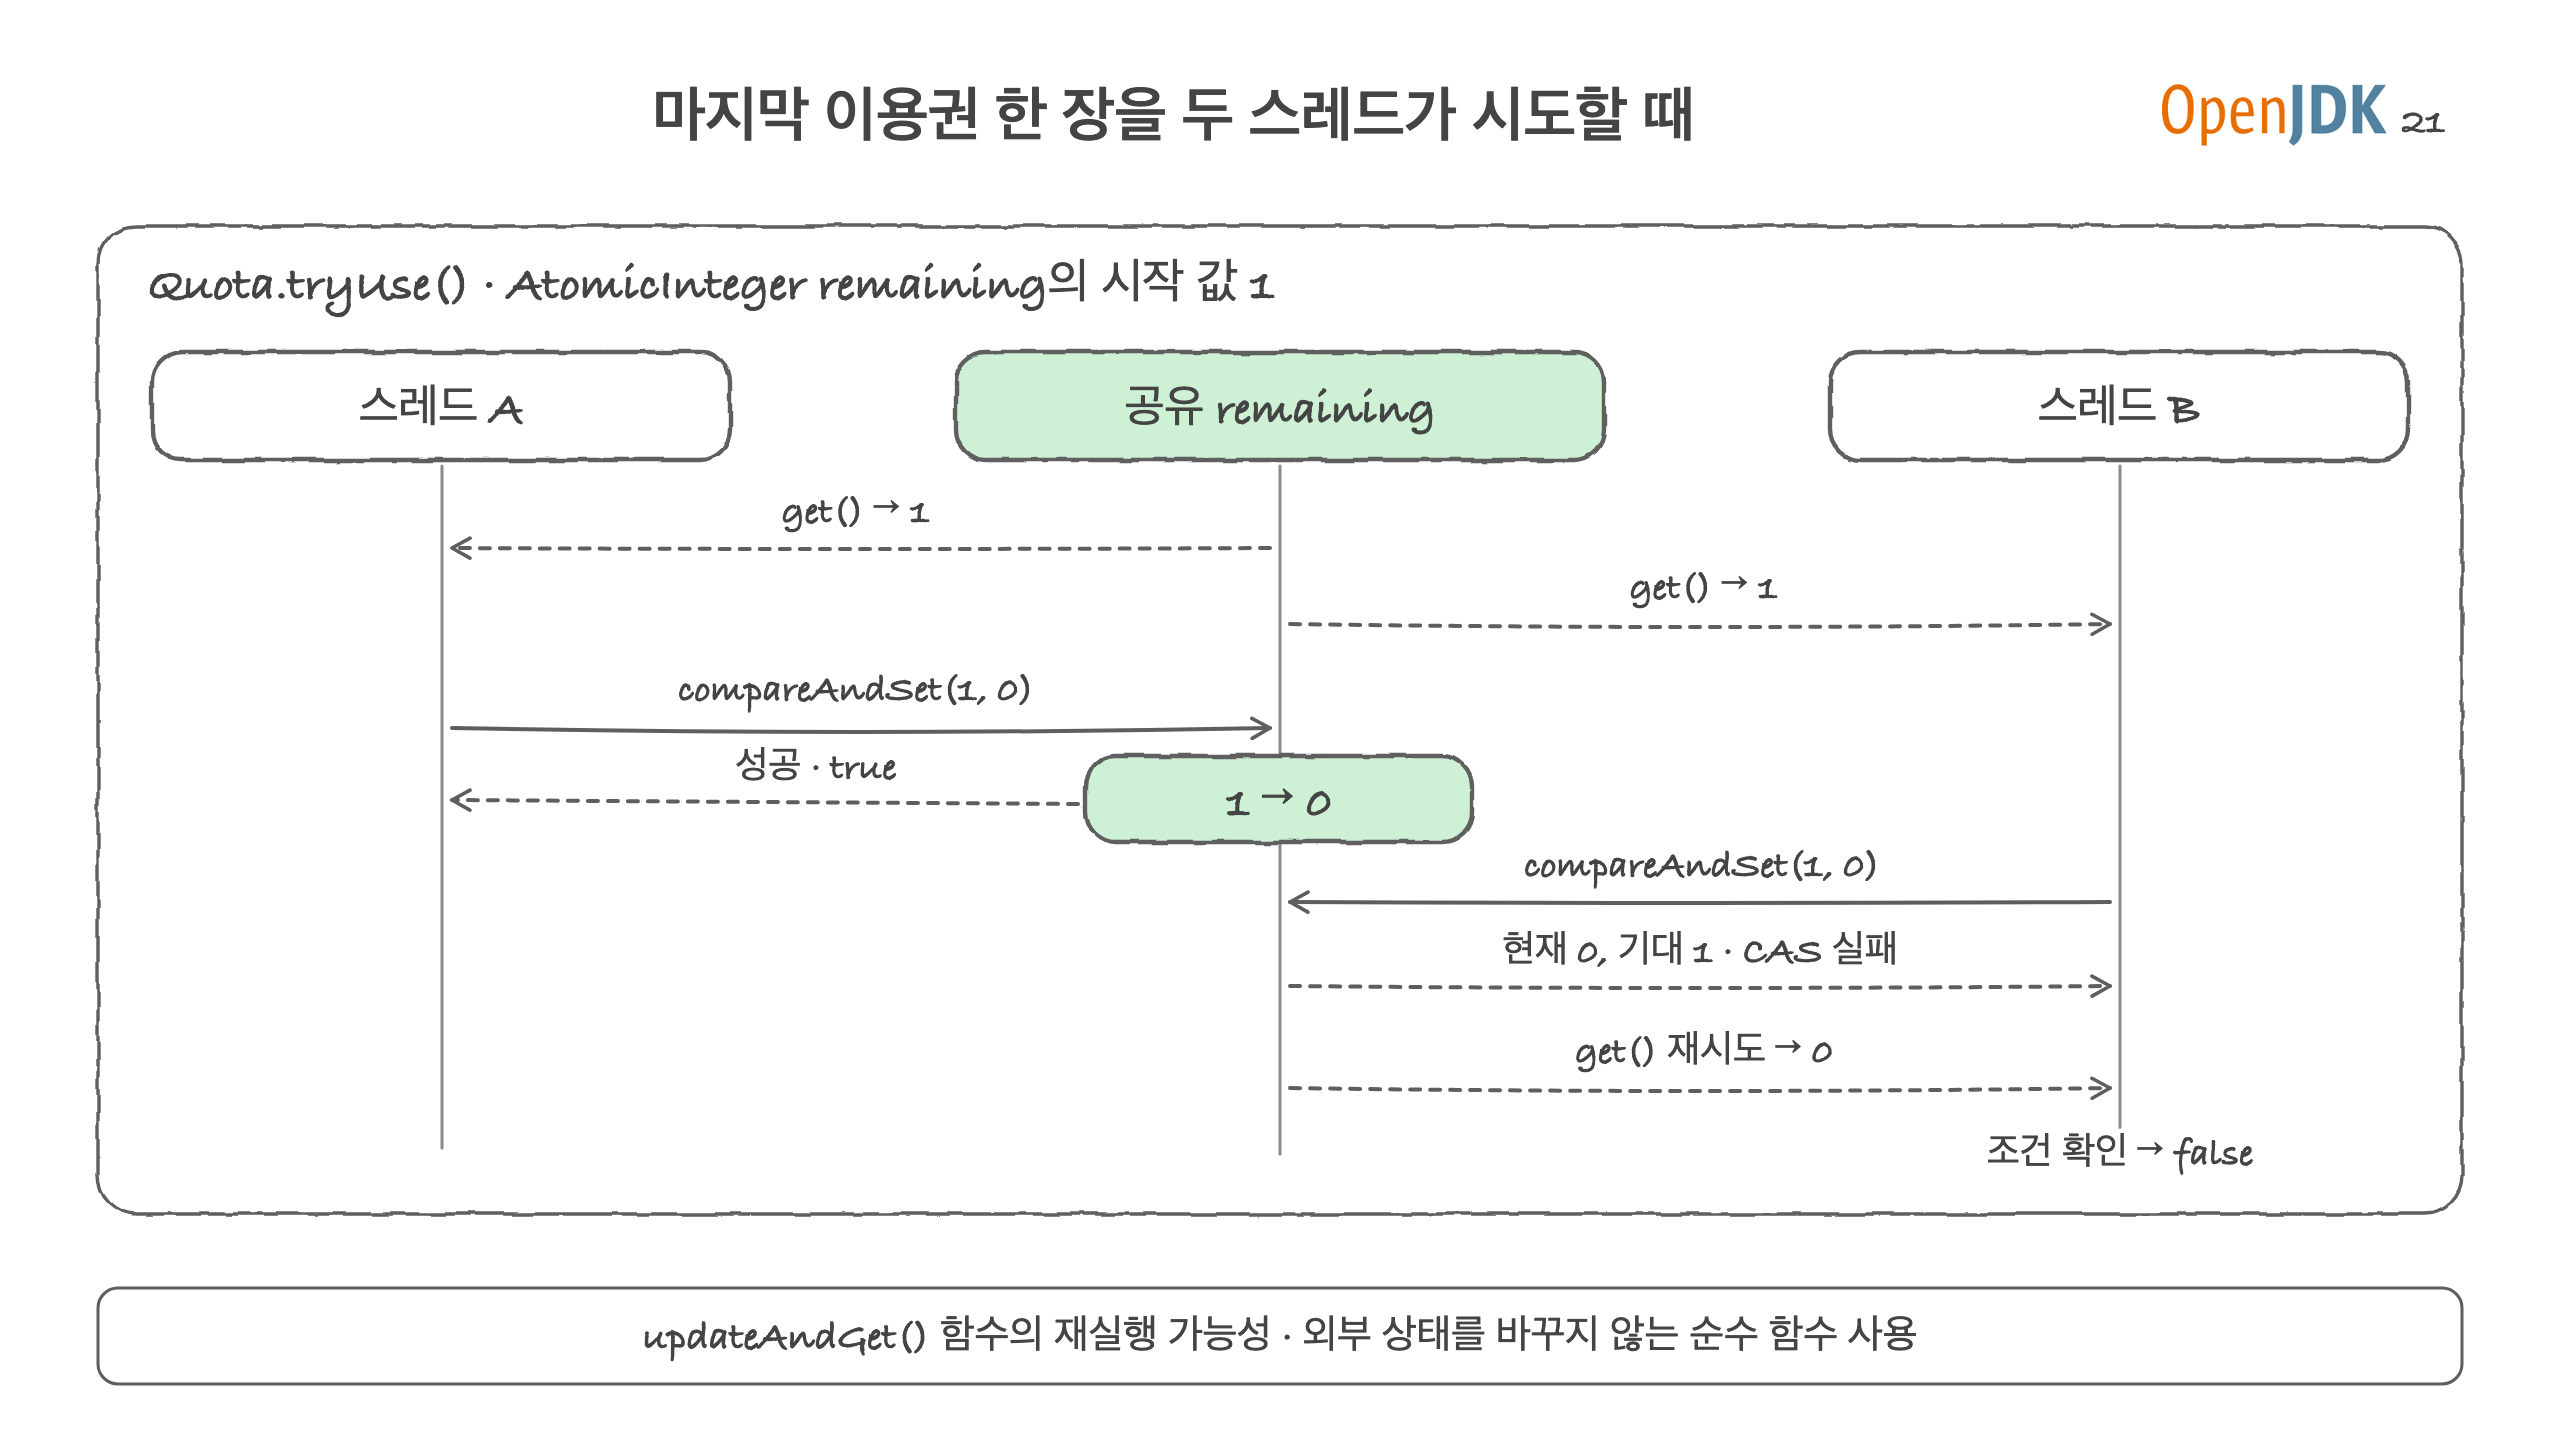 마지막 이용권 한 장을 두 스레드가 시도할 때
OpenJDK 21
Quota.tryUse() · AtomicInteger remaining의 시작 값 1
스레드 A
공유 remaining
스레드 B
get() → 1
get() → 1
compareAndSet(1, 0)
성공 · true
1 → 0
compareAndSet(1, 0)
현재 0, 기대 1 · CAS 실패
get() 재시도 → 0
조건 확인 → false
updateAndGet() 함수의 재실행 가능성 · 외부 상태를 바꾸지 않는 순수 함수 사용